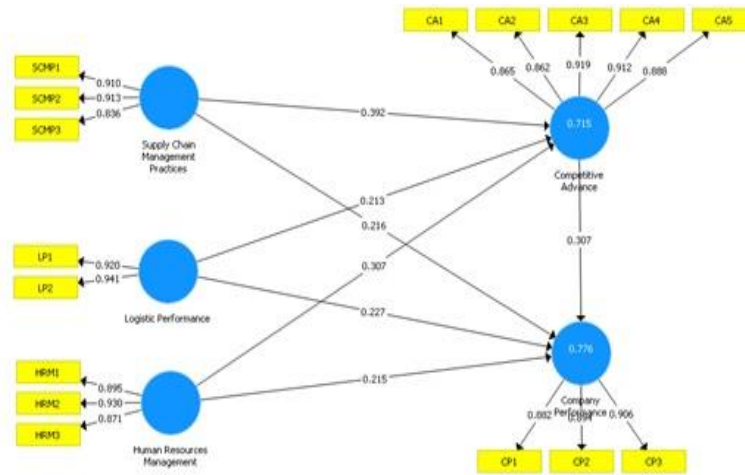 CA1
CA2
CA3
CA4
CA5
0.865
0.862
0.919
0.912
0.888
SCMP1
SCMP2
SCMP3
0.910
0.913
0.836
Supply Chain
Management
Practices
0.392
0.715
Competitive
Advance
0.213
0.216
0.307
0.307
LP1
LP2
0.920
0.941
Logistic Performance
0.227
0.776
Company
Performance
0.215
HRM1
HRM2
HRM3
0.895
0.930
0.871
Human Resources
Management
0.882
0.894
0.906
CP1
CP2
CP3